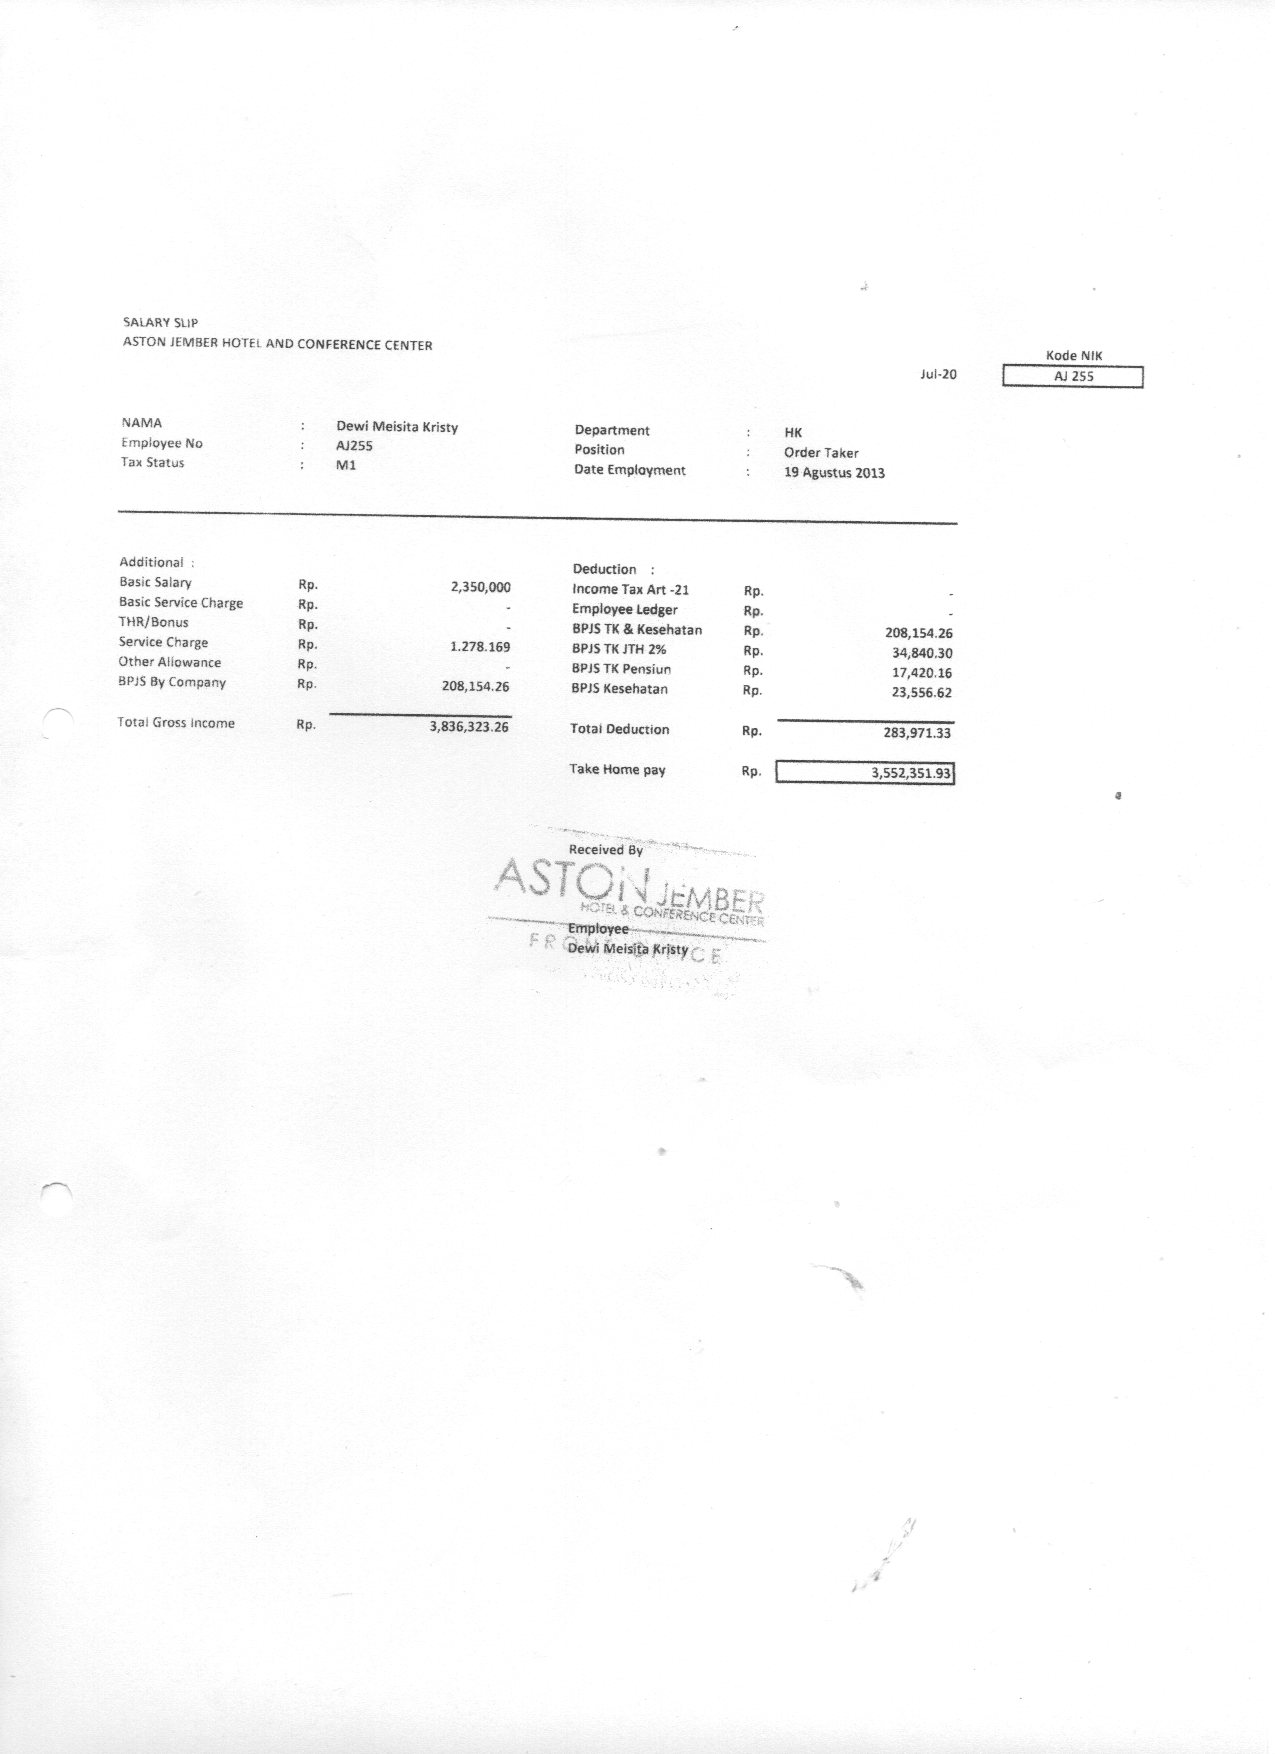 SALARY SLIP
ASTON JEMBER HOTEL AND CONFERENCE CENTER
Kode NIK
Jul-20 AJ 255
NAMA : Dewi Meisita Kristy Department : HK
Employee No : AJ255 Position : Order Taker
Tax Status : M1 Date Employment : 19 Agustus 2013
Additional : Deduction :
Basic Salary Rp. 2,350,000 Income Tax Art -21 Rp. -
Basic Service Charge Rp. - Employee Ledger Rp. -
THR/Bonus Rp. - BPJS TK & Kesehatan Rp. 208,154.26
Service Charge Rp. 1.278.169 BPJS TK JTH 2% Rp. 34,840.30
Other Allowance Rp. - BPJS TK Pensiun Rp. 17,420.16
BPJS By Company Rp. 208,154.26 BPJS Kesehatan Rp. 23,556.62
Total Gross Income Rp. 3,836,323.26 Total Deduction Rp. 283,971.33
Take Home pay Rp. 3,552,351.93
Received By
ASTON JEMBER
HOTEL & CONFERENCE CENTER
Employee
FRONT OFFICE
Dewi Meisita Kristy